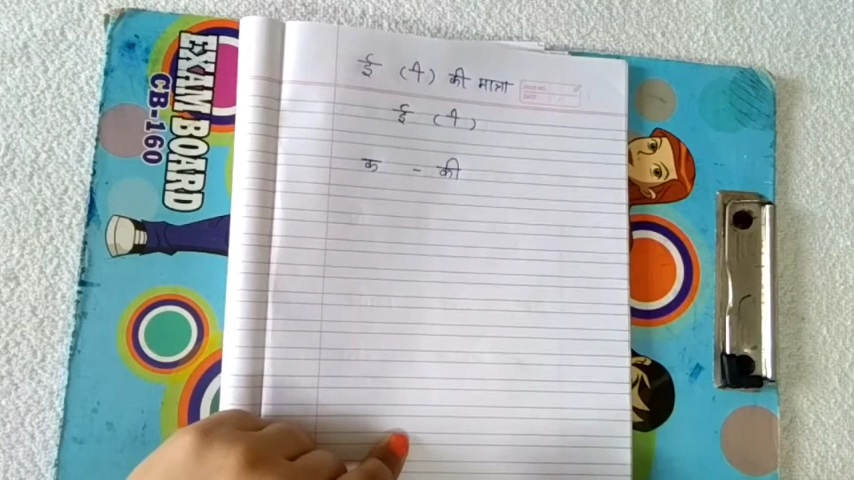 EXAM BOARD
CB-160
ई (ी) की मात्रा
ई (ी)
क - की